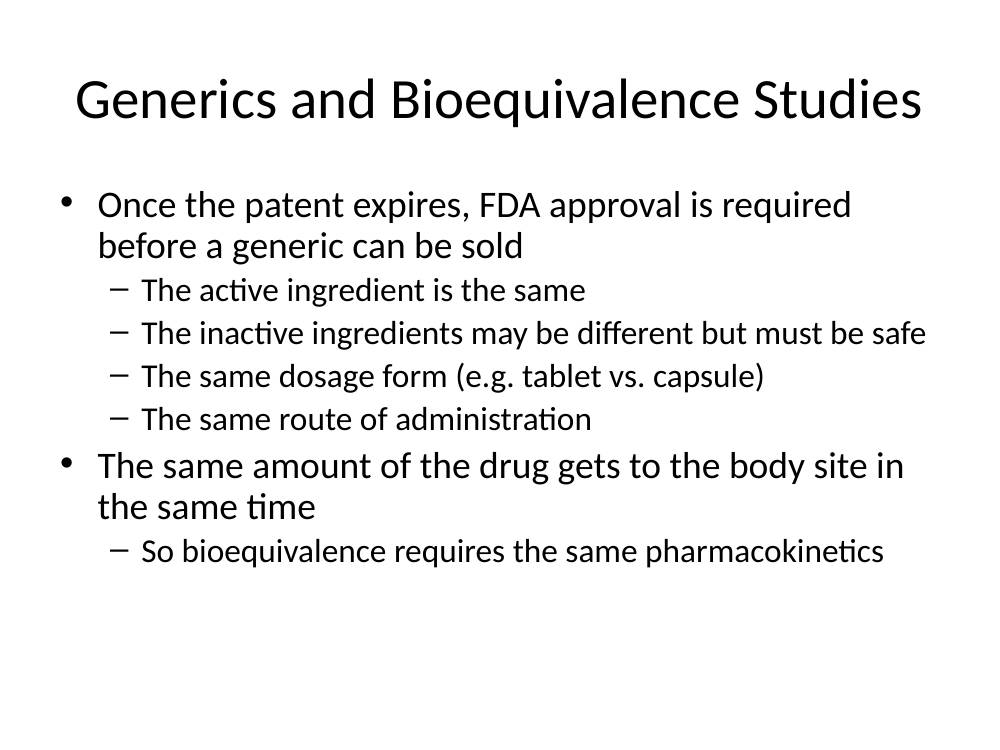 Generics and Bioequivalence Studies
• Once the patent expires, FDA approval is required
before a generic can be sold
– The active ingredient is the same
– The inactive ingredients may be different but must be safe
– The same dosage form (e.g. tablet vs. capsule)
– The same route of administration
• The same amount of the drug gets to the body site in
the same time
– So bioequivalence requires the same pharmacokinetics